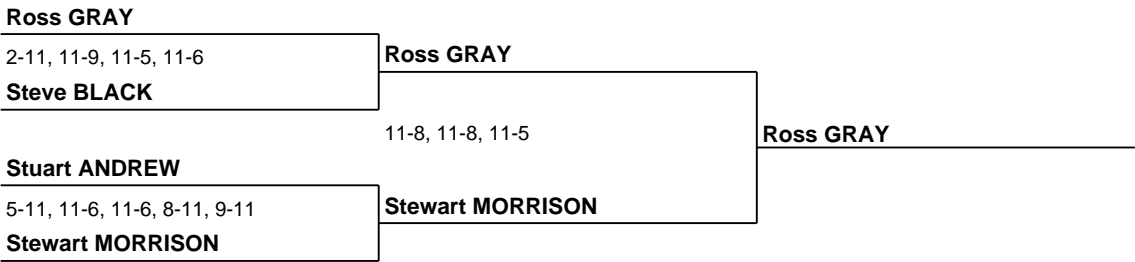 Ross GRAY
2-11, 11-9, 11-5, 11-6
Steve BLACK
Ross GRAY
11-8, 11-8, 11-5
Ross GRAY
Stuart ANDREW
5-11, 11-6, 11-6, 8-11, 9-11
Stewart MORRISON
Stewart MORRISON